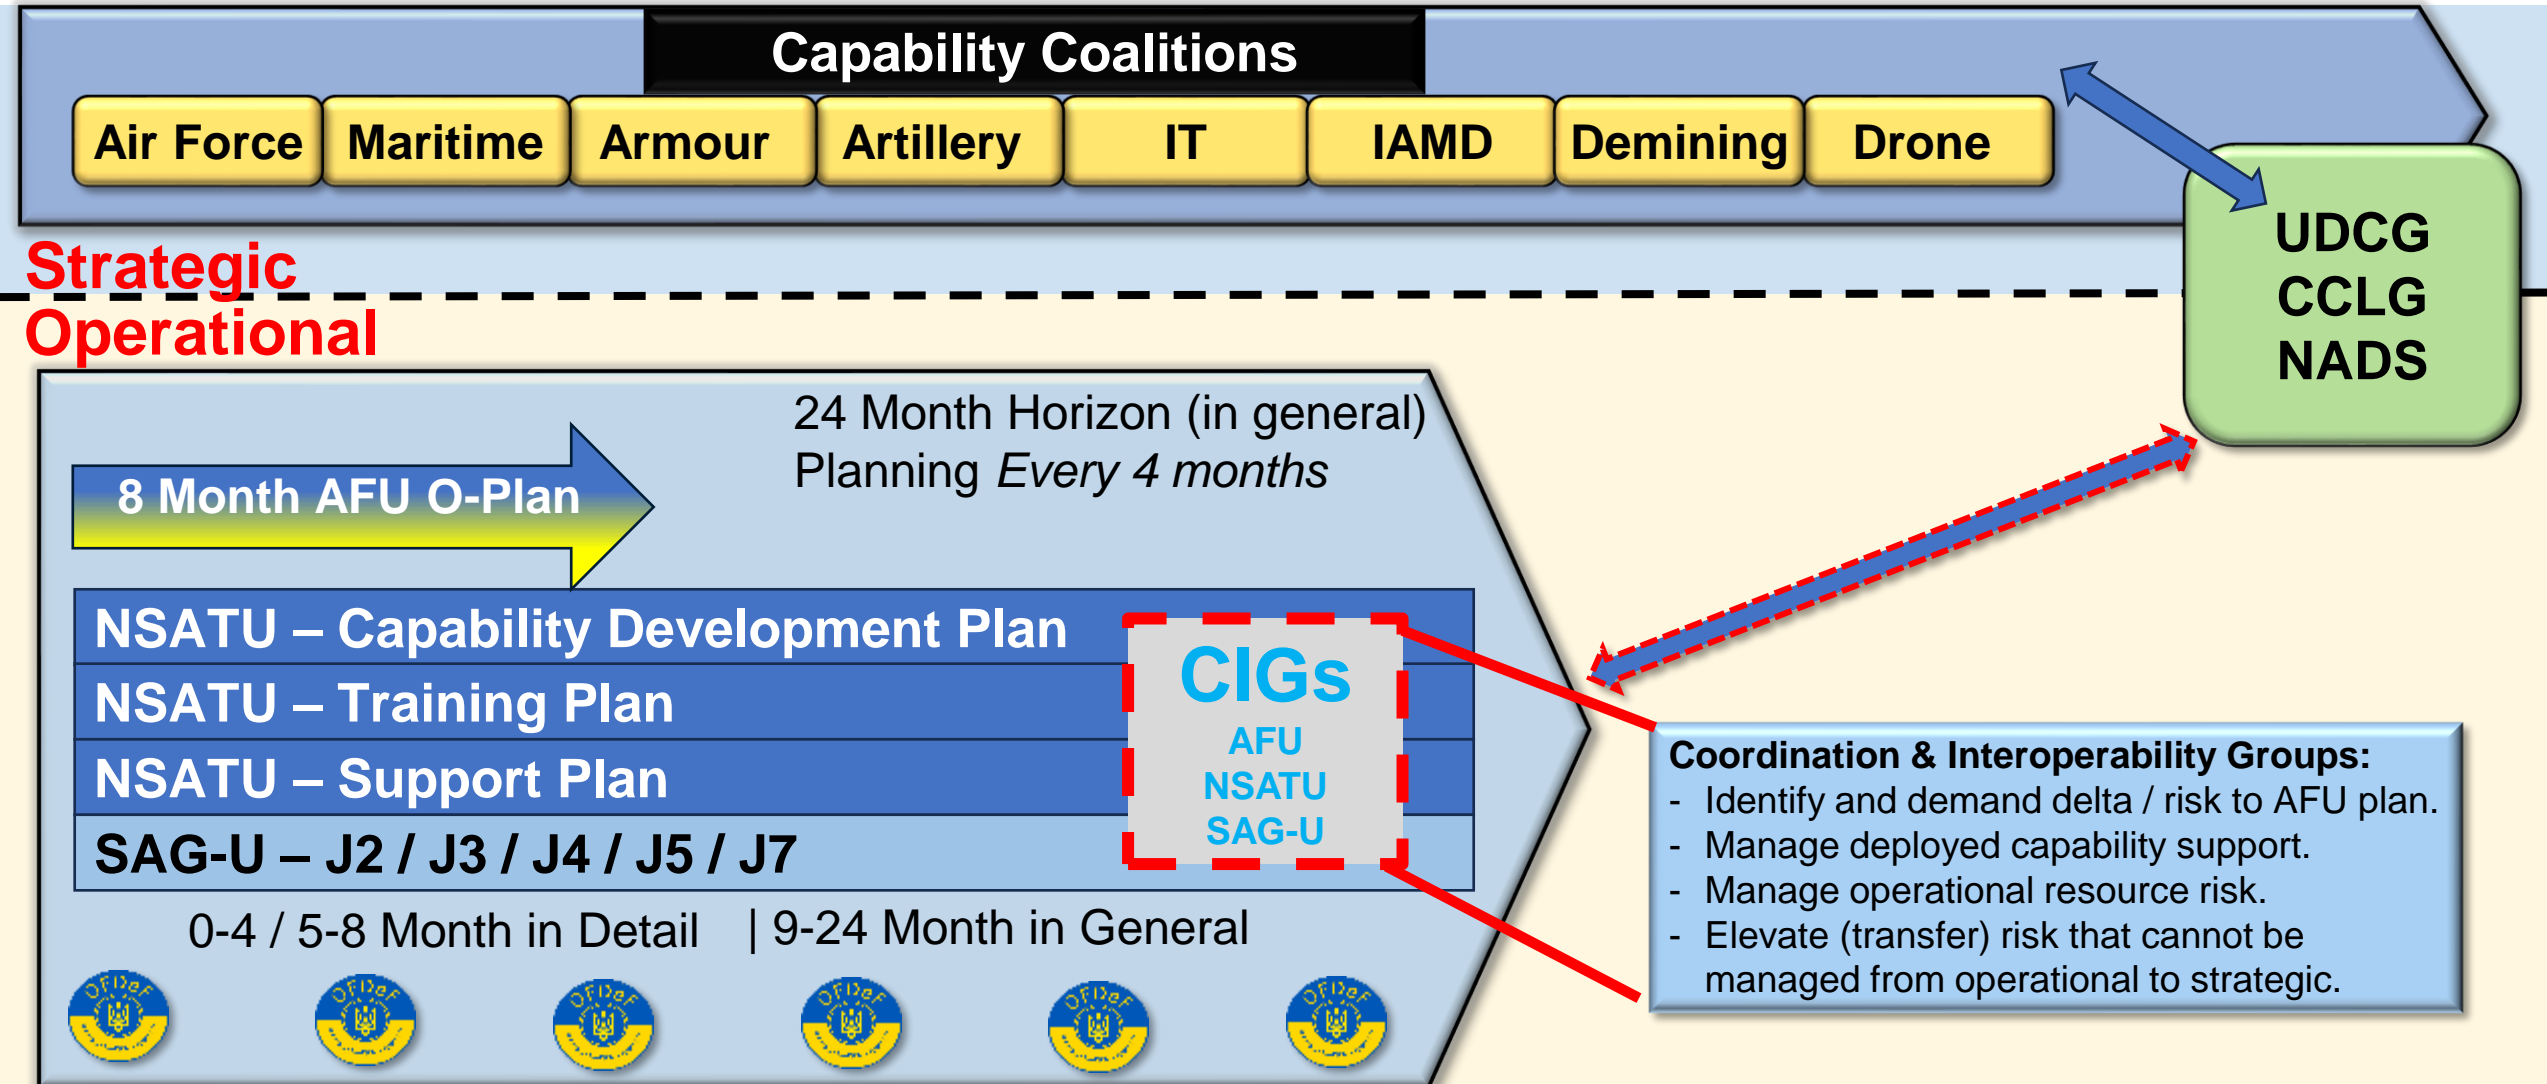 Capability Coalitions
Air Force
Maritime
Armour
Artillery
IT
IAMD
Demining
Drone
UDCG
CCLG
NADS
Strategic
Operational
24 Month Horizon (in general)
Planning Every 4 months
8 Month AFU O-Plan
NSATU – Capability Development Plan
NSATU – Training Plan
NSATU – Support Plan
SAG-U – J2 / J3 / J4 / J5 / J7
CIGs
AFU
NSATU
SAG-U
0-4 / 5-8 Month in Detail | 9-24 Month in General
Coordination & Interoperability Groups:
- Identify and demand delta / risk to AFU plan.
- Manage deployed capability support.
- Manage operational resource risk.
- Elevate (transfer) risk that cannot be
managed from operational to strategic.